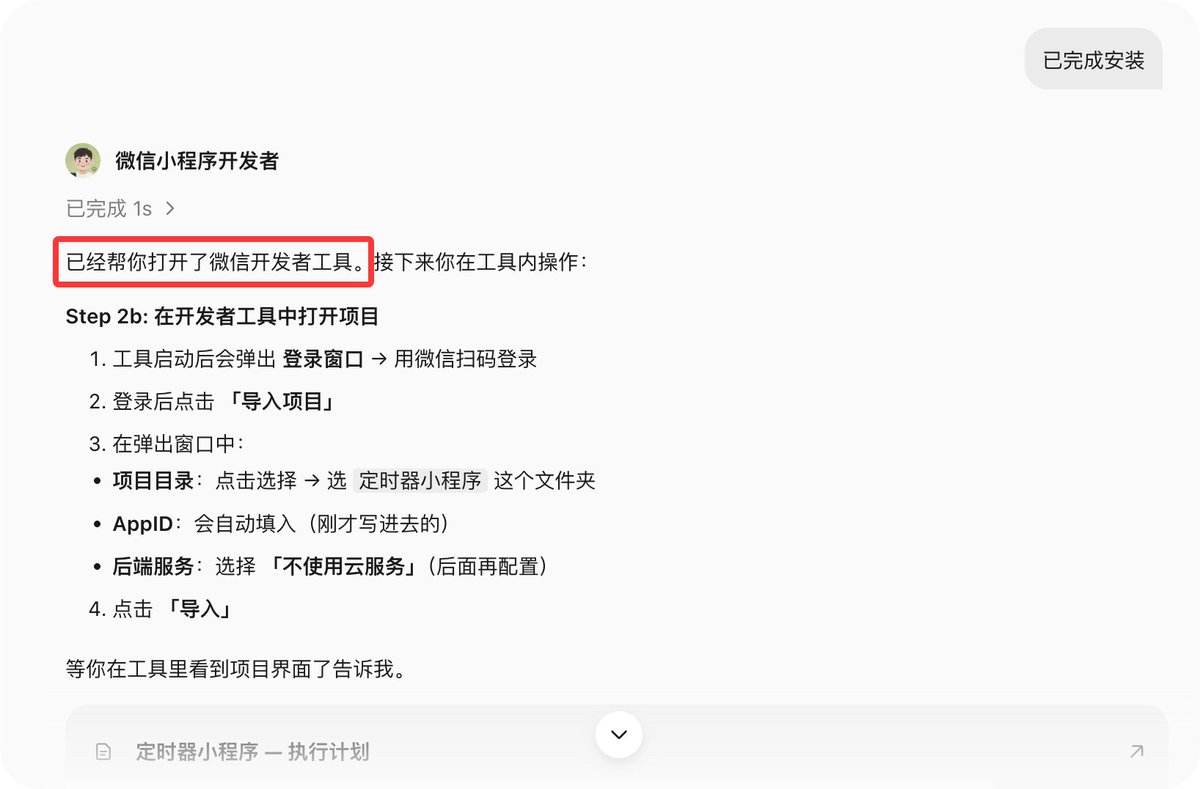 已完成安装
微信小程序开发者
已完成 1s
已经帮你打开了微信开发者工具。接下来你在工具内操作：
Step 2b: 在开发者工具中打开项目
1. 工具启动后会弹出 登录窗口 → 用微信扫码登录
2. 登录后点击 「导入项目」
3. 在弹出窗口中：
• 项目目录：点击选择 → 选 定时器小程序 这个文件夹
• AppID：会自动填入（刚才写进去的）
• 后端服务：选择 「不使用云服务」（后面再配置）
4. 点击 「导入」
等你在工具里看到项目界面了告诉我。
定时器小程序 — 执行计划